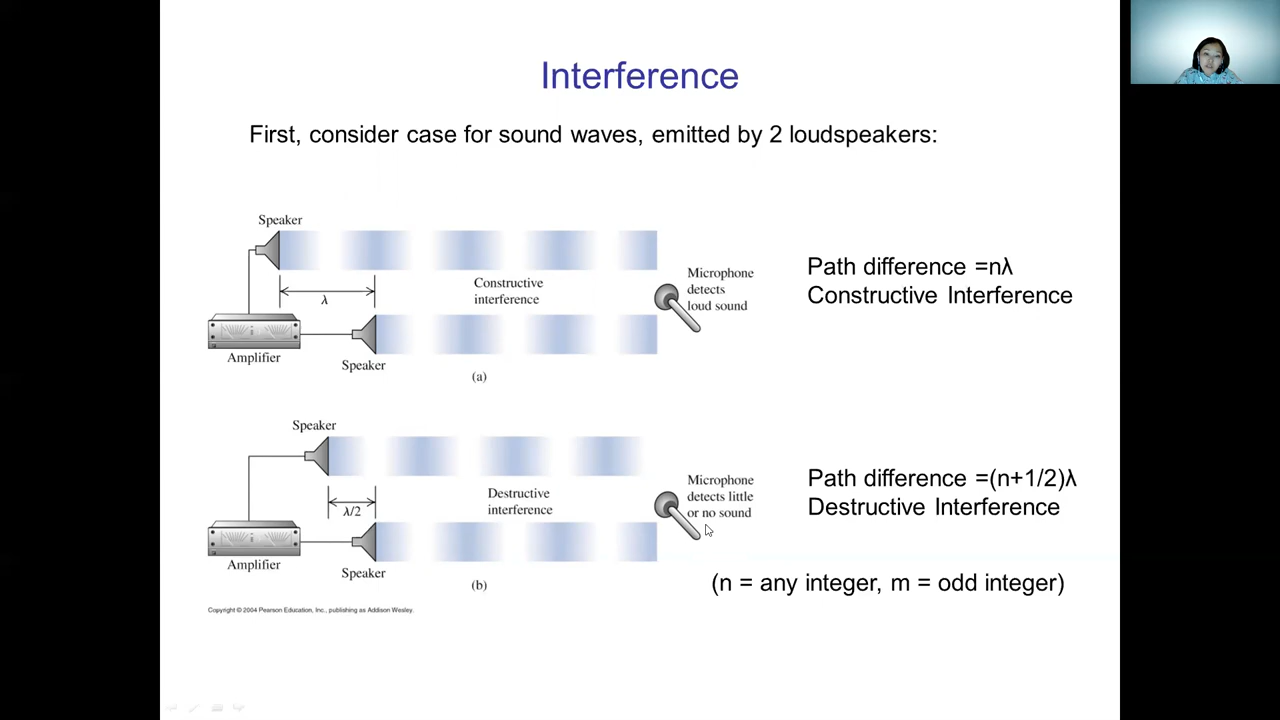 Interference
First, consider case for sound waves, emitted by 2 loudspeakers:
Speaker
Constructive
interference
λ
Microphone
detects
loud sound
Amplifier
Speaker
(a)
Path difference =nλ
Constructive Interference
Speaker
Destructive
interference
λ/2
Microphone
detects little
or no sound
Amplifier
Speaker
(b)
Path difference =(n+1/2)λ
Destructive Interference
(n = any integer, m = odd integer)
Copyright © 2004 Pearson Education, Inc., publishing as Addison Wesley.